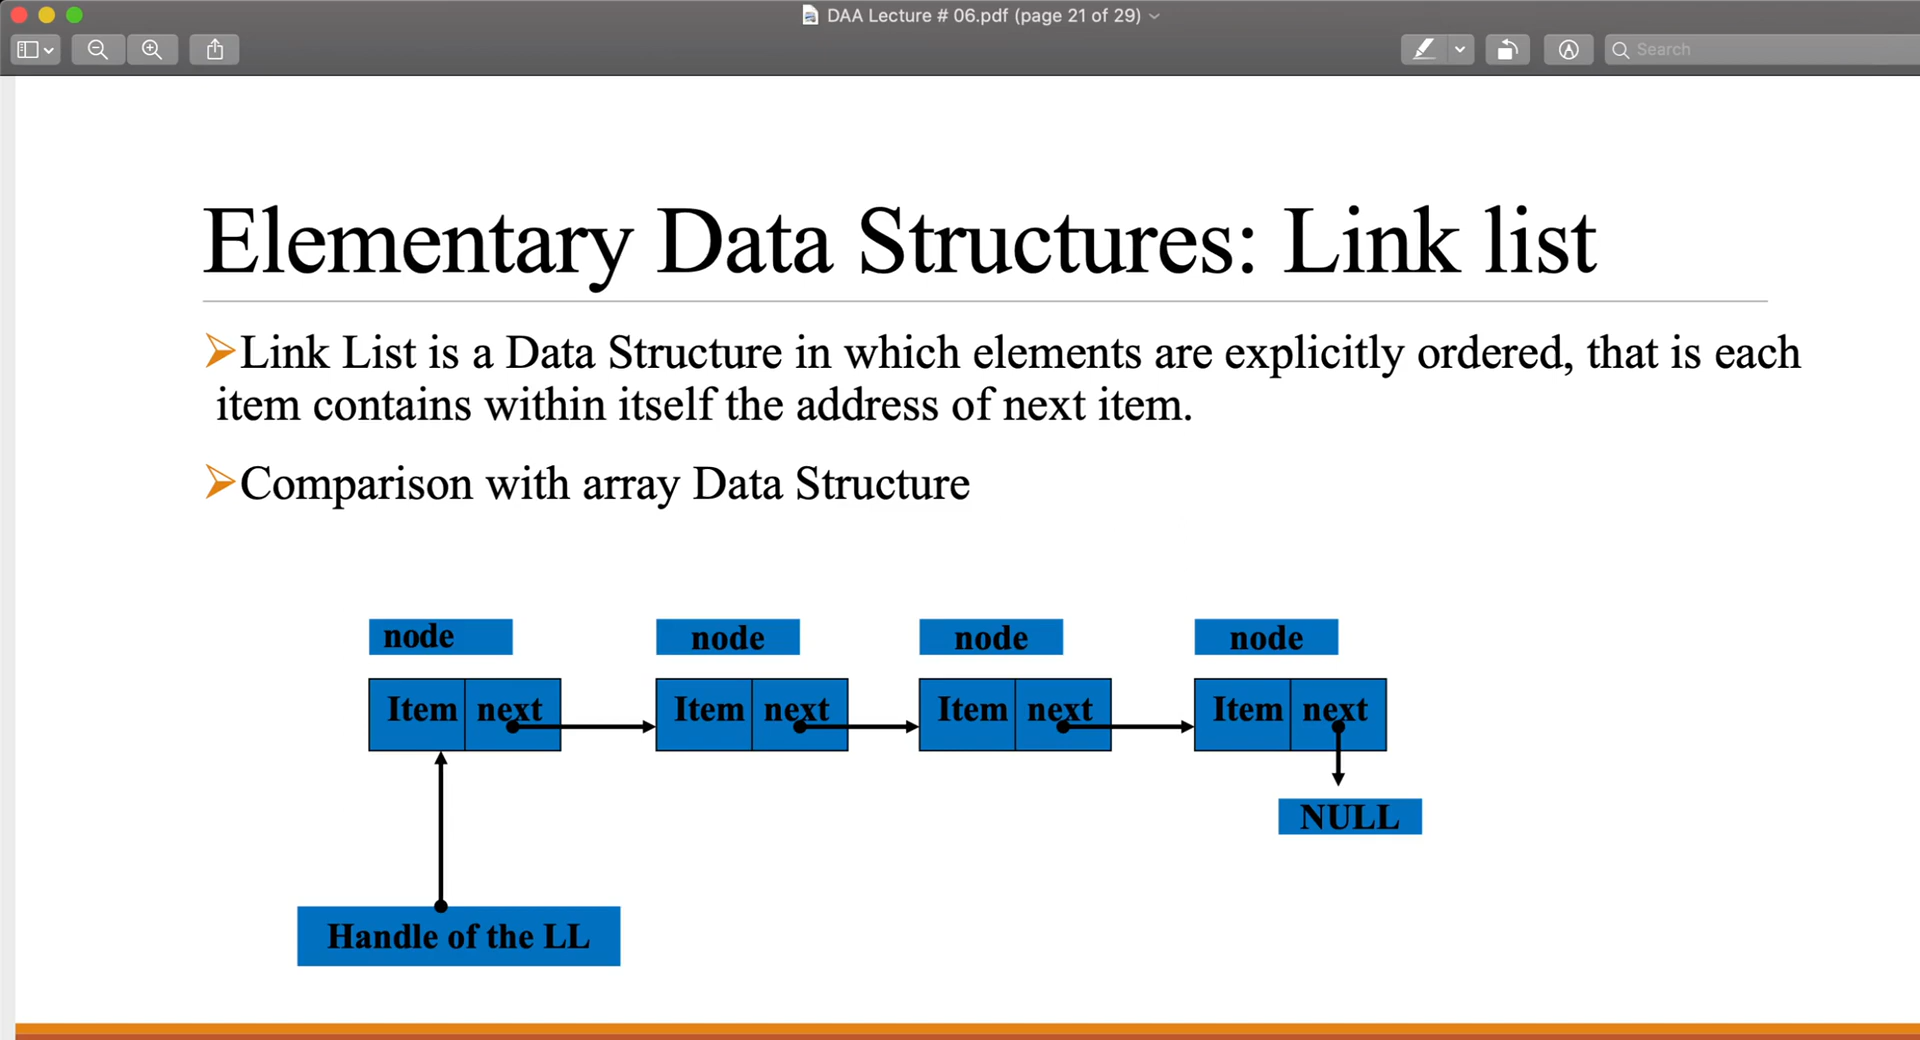 DAA Lecture # 06.pdf (page 21 of 29)
Search
Elementary Data Structures: Link list
Link List is a Data Structure in which elements are explicitly ordered, that is each
item contains within itself the address of next item.
Comparison with array Data Structure
node node node node
Item next Item next Item next Item next
NULL
Handle of the LL